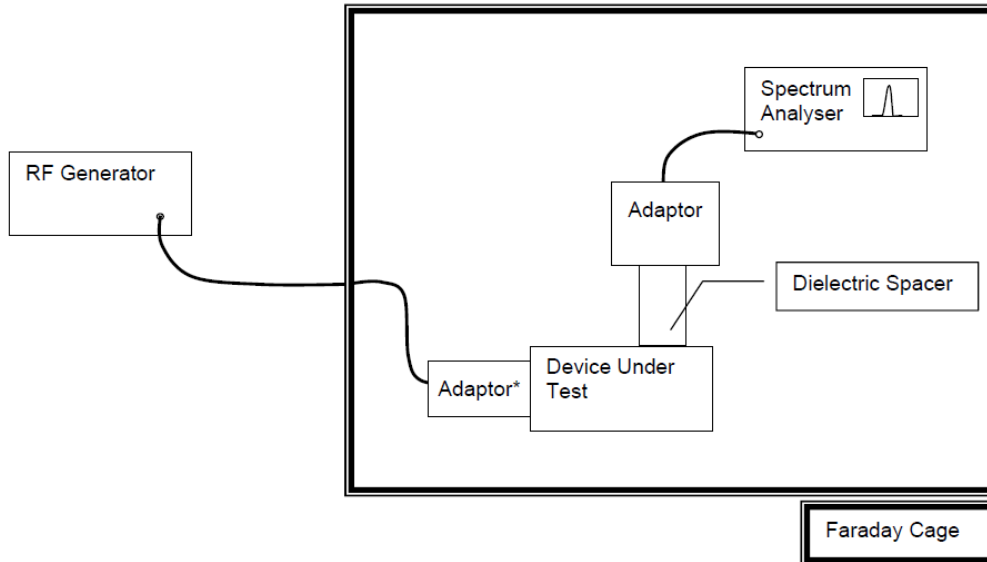 Spectrum
Analyser
RF Generator
Adaptor
Dielectric Spacer
Device Under
Test
Adaptor*
Faraday Cage